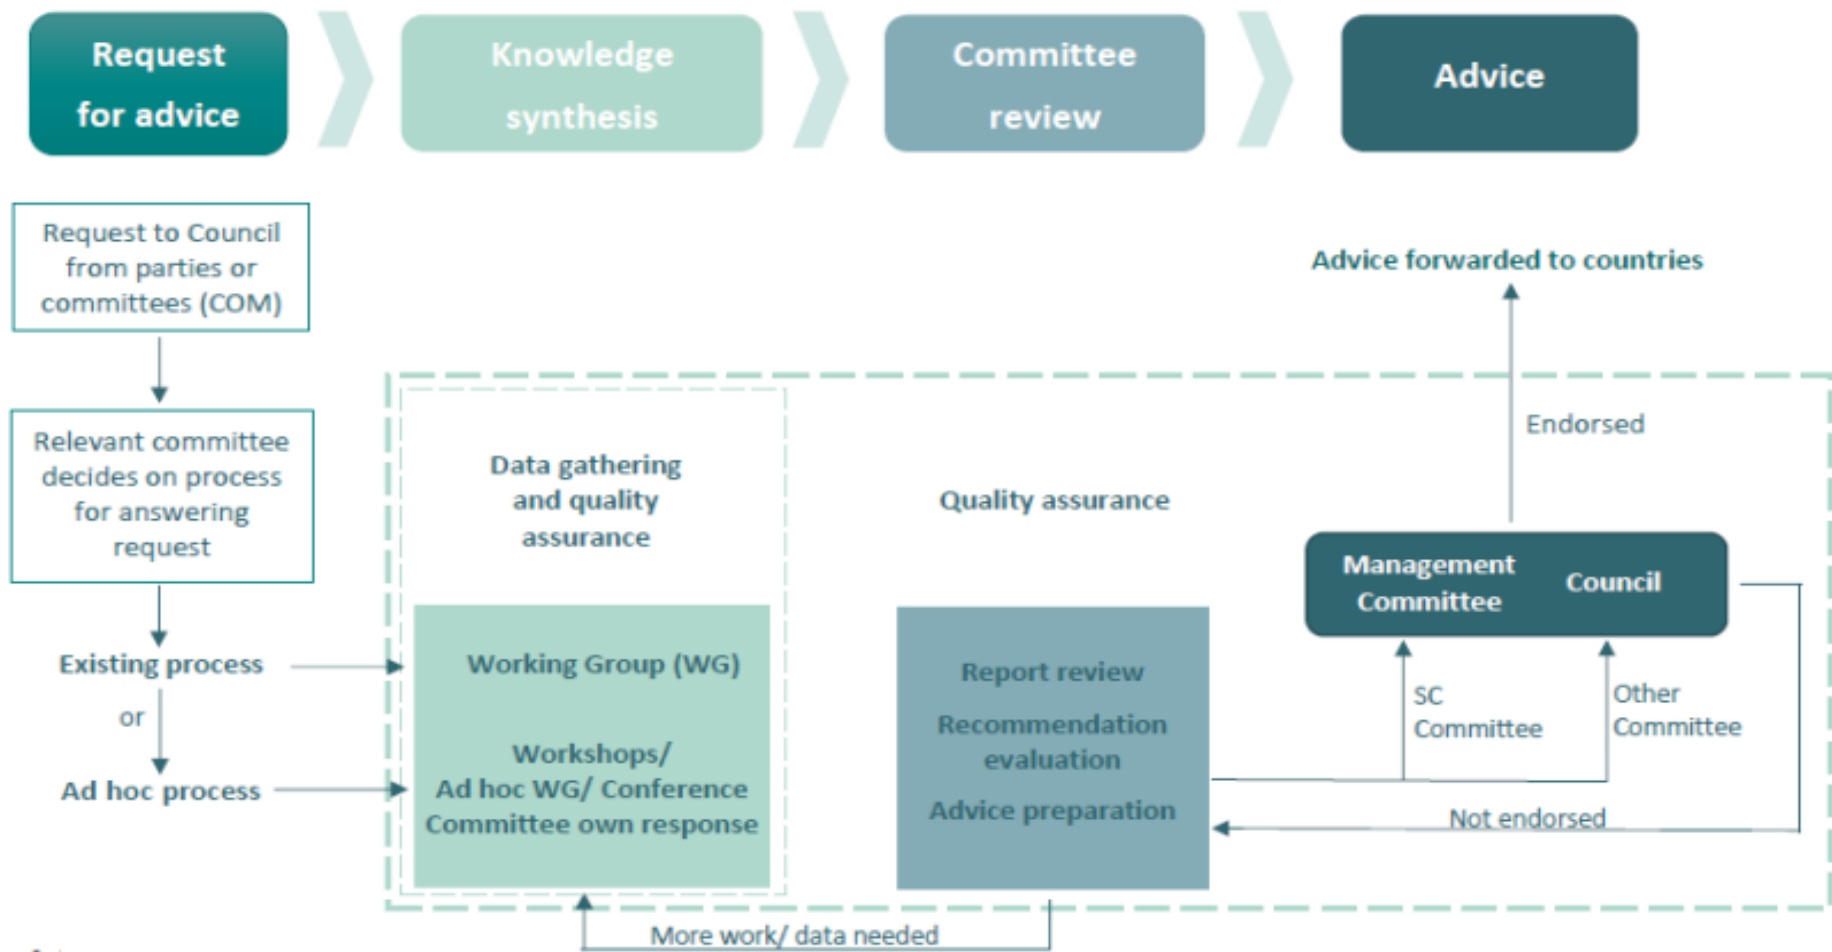 Request
for advice
Knowledge
synthesis
Committee
review
Advice
Request to Council
from parties or
committees (COM)
Relevant committee
decides on process
for answering
request
Existing process
or
Ad hoc process
Data gathering
and quality
assurance
Working Group (WG)
Workshops/
Ad hoc WG/ Conference
Committee own response
Quality assurance
Report review
Recommendation
evaluation
Advice preparation
More work/ data needed
Advice forwarded to countries
Endorsed
Management
Committee
Council
SC
Committee
Other
Committee
Not endorsed